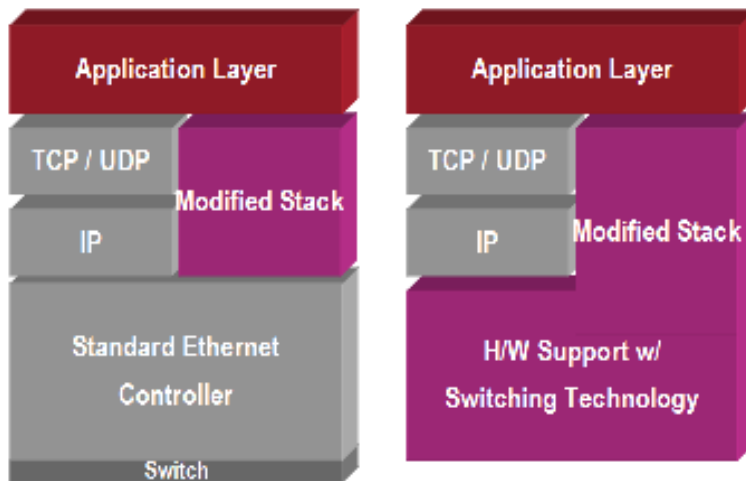 Application Layer
TCP / UDP
Modified Stack
IP
Standard Ethernet
Controller
Switch
Application Layer
TCP / UDP
Modified Stack
IP
H/W Support w/
Switching Technology